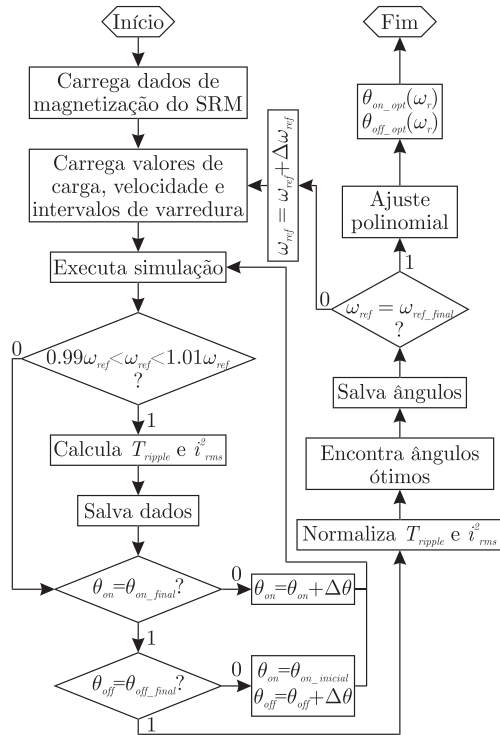 Início
Carrega dados de
magnetização do SRM
Carrega valores de
carga, velocidade e
intervalos de varredura
Executa simulação
0
0.99ω_ref<ω_ref<1.01ω_ref
?
1
Calcula T_ripple e i²_rms
Salva dados
θ_on=θ_on_final?
0
θ_on=θ_on+Δθ
1
θ_off=θ_off_final?
0
θ_on=θ_on_inicial
θ_off=θ_off+Δθ
1
Normaliza T_ripple e i²_rms
Encontra ângulos
ótimos
Salva ângulos
ω_ref = ω_ref_final
?
0
ω_ref = ω_ref + Δω_ref
1
Ajuste
polinomial
θ_on_opt(ω_r)
θ_off_opt(ω_r)
Fim